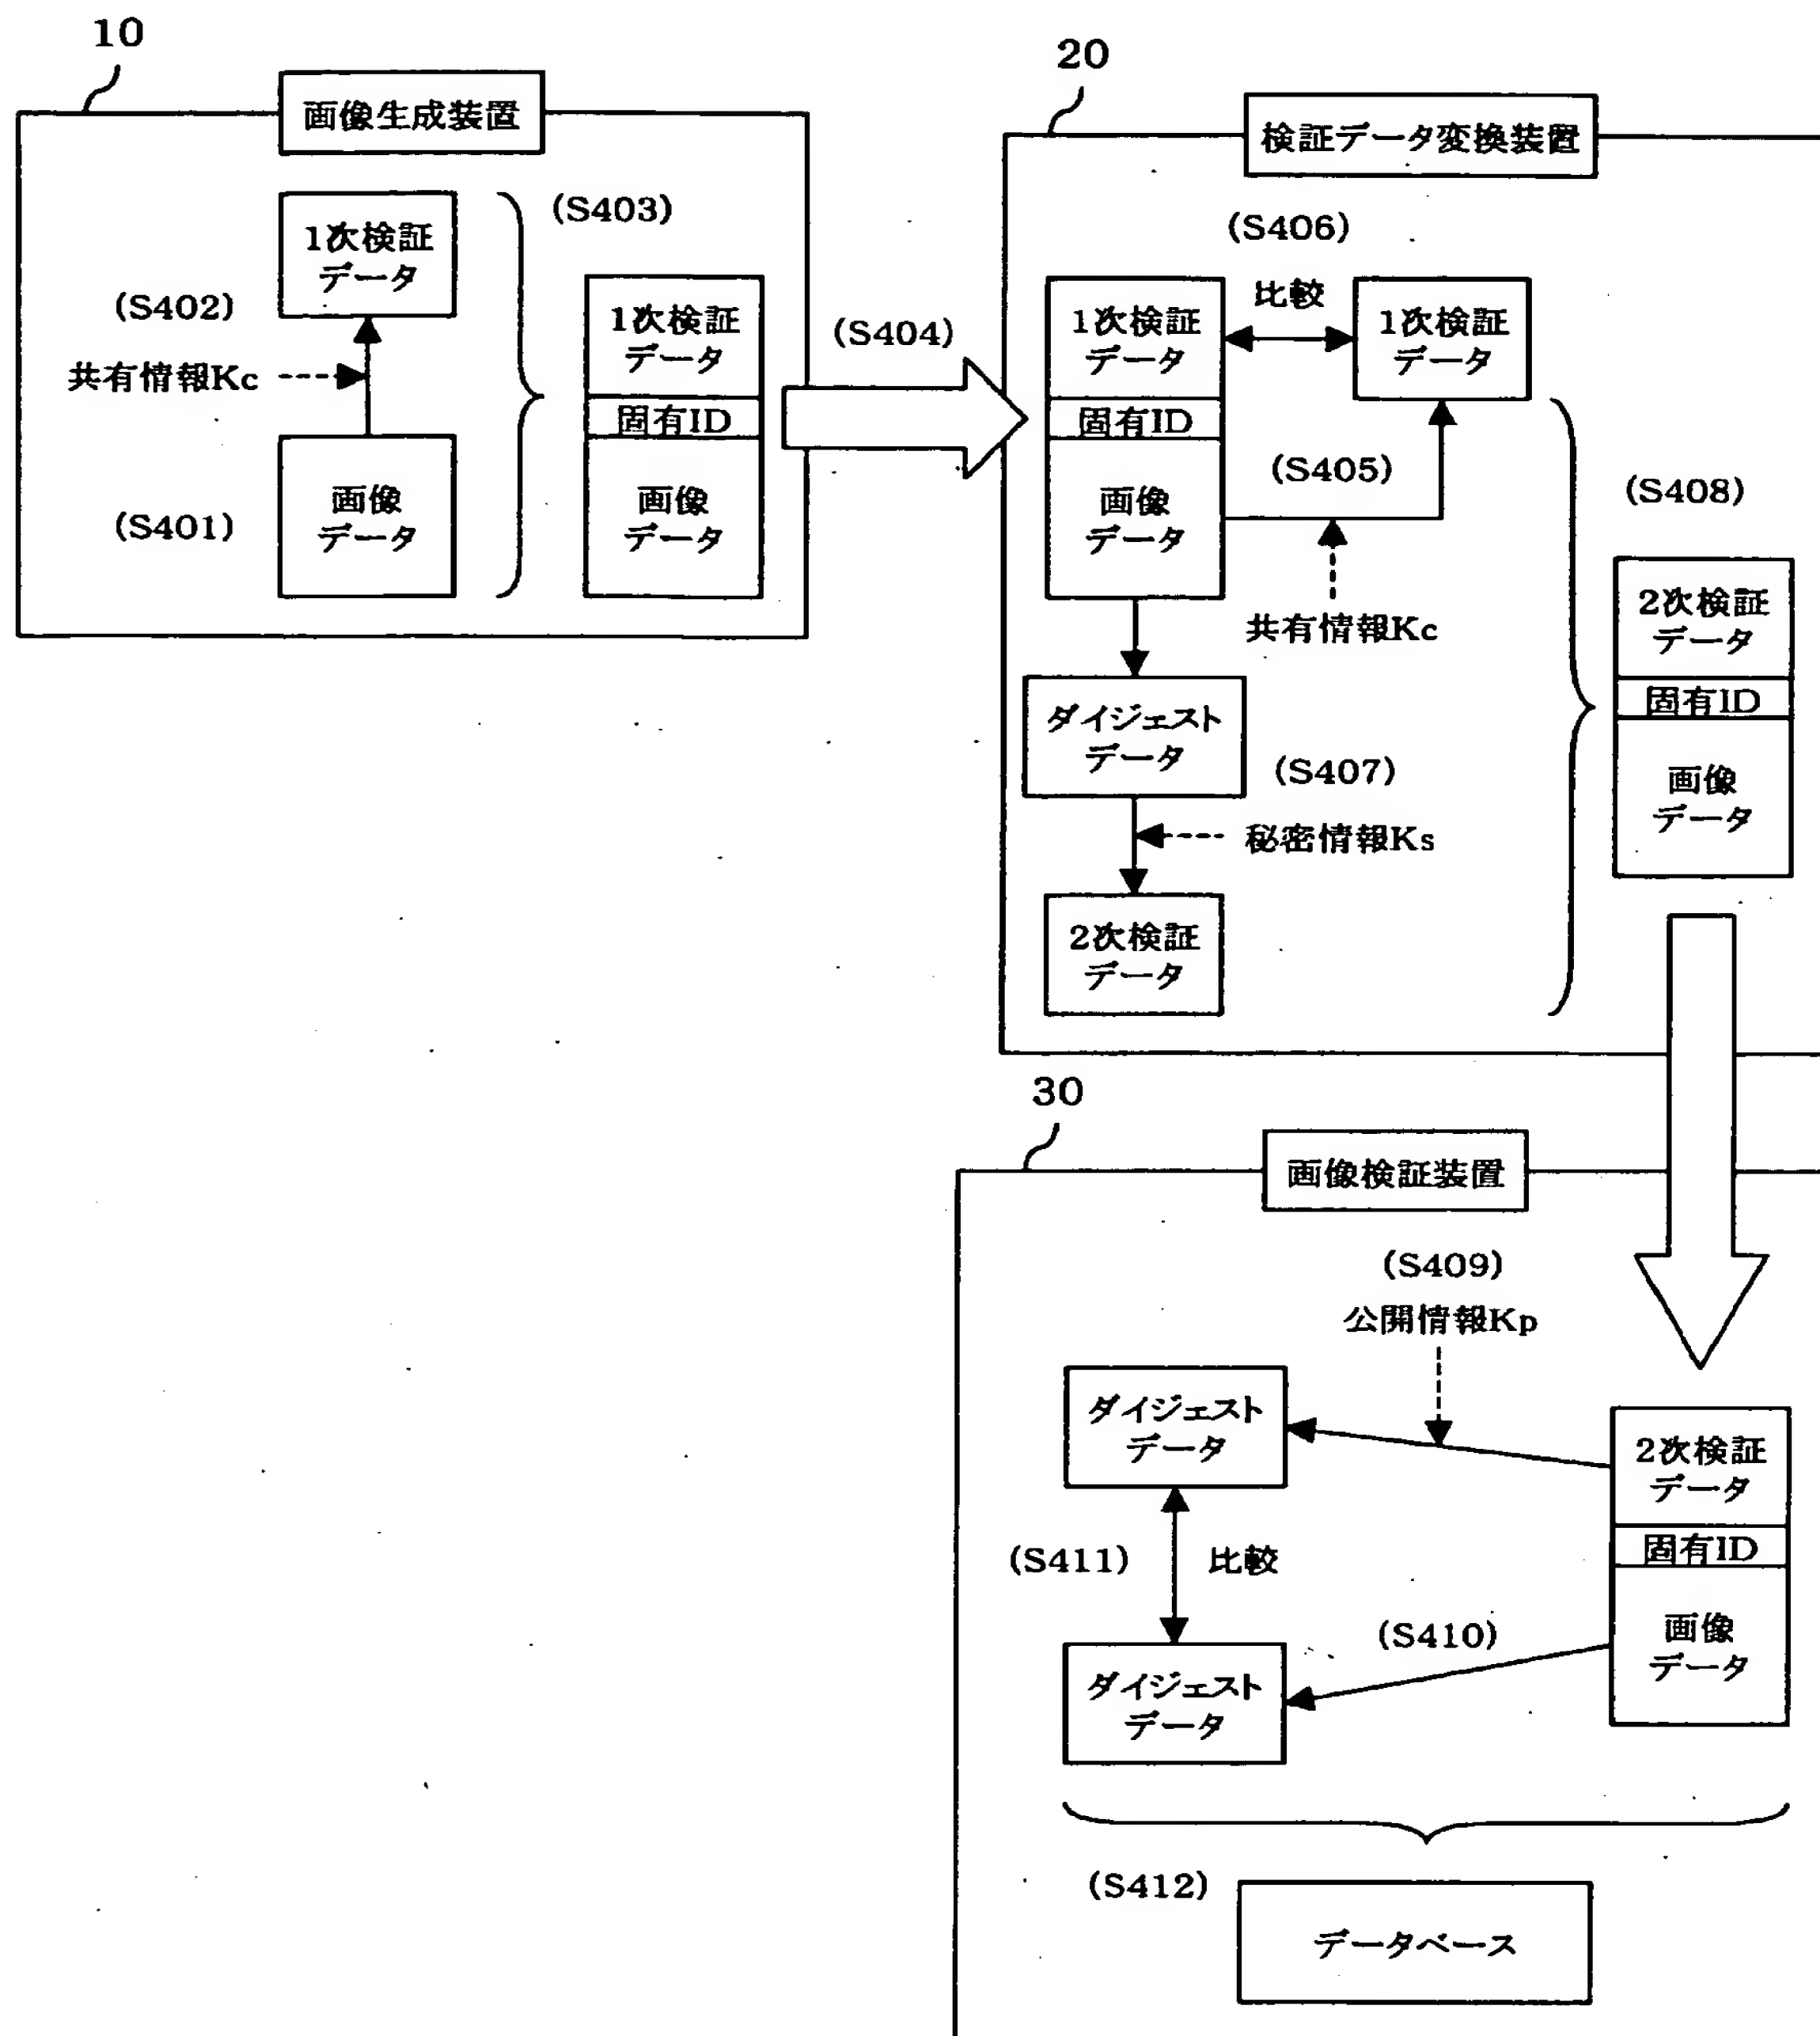 10
画像生成装置
1次検証
データ
(S402)
共有情報Kc
(S401)
画像
データ
(S403)
1次検証
データ
固有ID
画像
データ
(S404)
20
検証データ変換装置
(S406)
1次検証
データ
固有ID
画像
データ
比較
1次検証
データ
(S405)
共有情報Kc
ダイジェスト
データ
(S407)
秘密情報Ks
2次検証
データ
(S408)
2次検証
データ
固有ID
画像
データ
30
画像検証装置
(S409)
公開情報Kp
ダイジェスト
データ
2次検証
データ
固有ID
画像
データ
(S411)
比較
(S410)
ダイジェスト
データ
(S412)
データベース